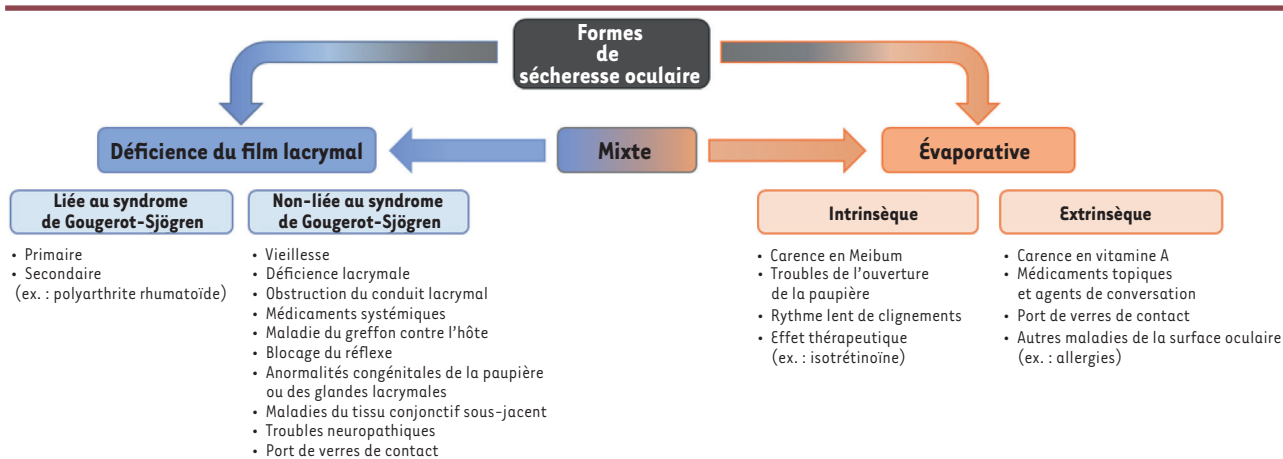 Formes
de
sécheresse oculaire
Déficience du film lacrymal
Mixte
Évaporative
Liée au syndrome
de Gougerot-Sjögren
• Primaire
• Secondaire
(ex. : polyarthrite rhumatoïde)
Non-liée au syndrome
de Gougerot-Sjögren
• Vieillesse
• Déficience lacrymale
• Obstruction du conduit lacrymal
• Médicaments systémiques
• Maladie du greffon contre l'hôte
• Blocage du réflexe
• Anormalités congénitales de la paupière
ou des glandes lacrymales
• Maladies du tissu conjonctif sous-jacent
• Troubles neuropathiques
• Port de verres de contact
Intrinsèque
• Carence en Meibum
• Troubles de l'ouverture
de la paupière
• Rythme lent de clignements
• Effet thérapeutique
(ex. : isotrétinoïne)
Extrinsèque
• Carence en vitamine A
• Médicaments topiques
et agents de conversation
• Port de verres de contact
• Autres maladies de la surface oculaire
(ex. : allergies)